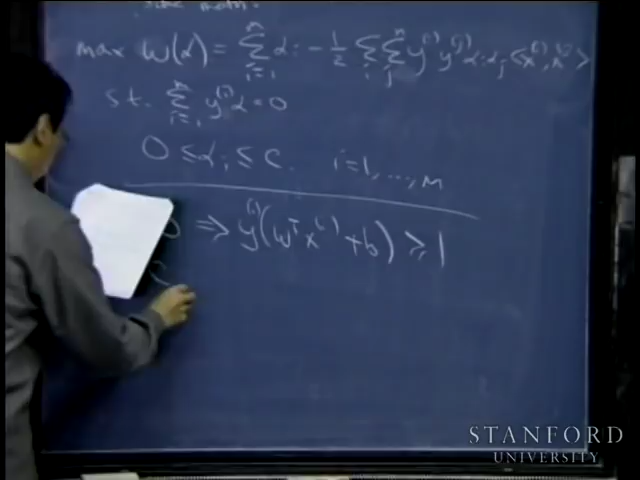 max W(α) = Σ_{i=1}^{m} α_i - 1/2 Σ_i Σ_j^{m} y^{(i)} y^{(j)} α_i α_j <x^{(i)}, x^{(j)}>
s.t. Σ_{i=1}^{m} y^{(i)} α_i = 0
0 ≤ α_i ≤ C. i=1,...,m
0 ⇒ y^{(i)}(w^T x^{(i)} + b) ≥ 1
C
STANFORD
UNIVERSITY